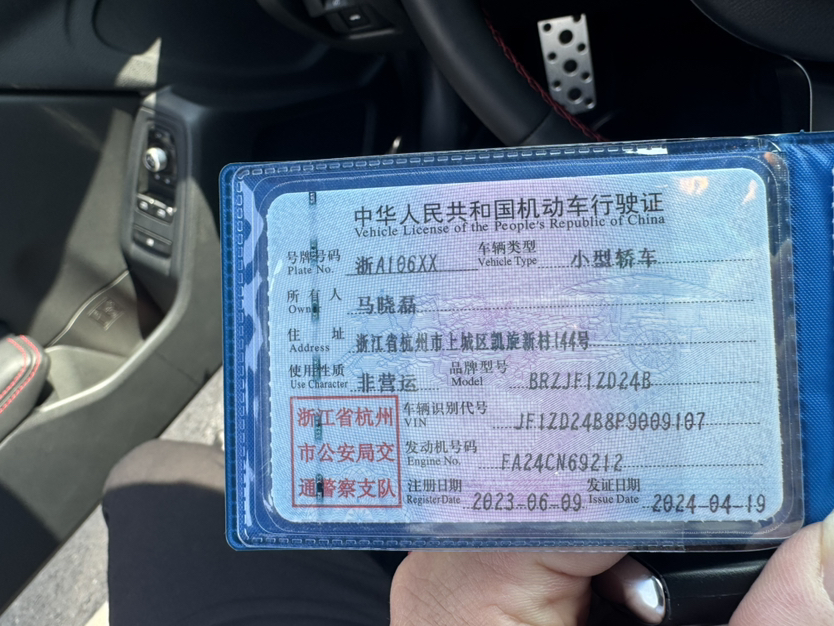 中华人民共和国机动车行驶证
Vehicle License of the People's Republic of China
号牌号码 浙A106XX 车辆类型 小型轿车
Plate No. Vehicle Type
所有人 马晓磊
Owner
住址 浙江省杭州市上城区凯旋新村144号
Address
使用性质 非营运 品牌型号 BRZJF1ZD24B
Use Character Model
浙江省杭州
市公安局交
通警察支队
车辆识别代号 JF1ZD24B8P9009107
VIN
发动机号码 FA24CN69212
Engine No.
注册日期 2023-06-09 发证日期 2024-04-19
Register Date Issue Date